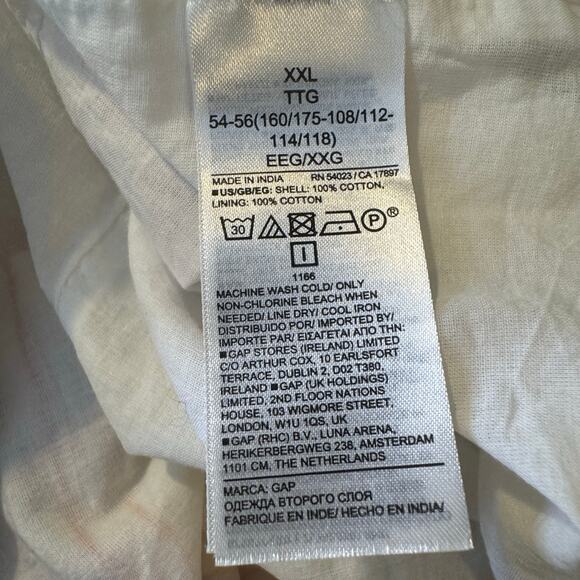 XXL
TTG
54-56(160/175-108/112-
114/118)
EEG/XXG
MADE IN INDIA RN 54023 / CA 17897
■US/GB/EG: SHELL: 100% COTTON,
LINING: 100% COTTON
30 P®
I
1166
MACHINE WASH COLD/ ONLY
NON-CHLORINE BLEACH WHEN
NEEDED/ LINE DRY/ COOL IRON
DISTRIBUIDO POR/ IMPORTED BY/
IMPORTE PAR/ ΕΙΣΑΓΕΤΑΙ ΑΠΟ ΤΗΝ:
■GAP STORES (IRELAND) LIMITED
C/O ARTHUR COX, 10 EARLSFORT
TERRACE, DUBLIN 2, D02 T380,
IRELAND ■GAP (UK HOLDINGS)
LIMITED, 2ND FLOOR NATIONS
HOUSE, 103 WIGMORE STREET,
LONDON, W1U 1QS, UK
■GAP (RHC) B.V., LUNA ARENA,
HERIKERBERGWEG 238, AMSTERDAM
1101 CM, THE NETHERLANDS
MARCA: GAP
ОДЕЖДА ВТОРОГО СЛОЯ
FABRIQUE EN INDE/ HECHO EN INDIA/